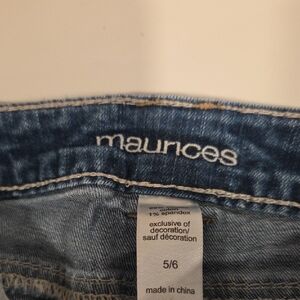 maurices
1% spandex
exclusive of
decoration/
sauf décoration
5/6
made in china